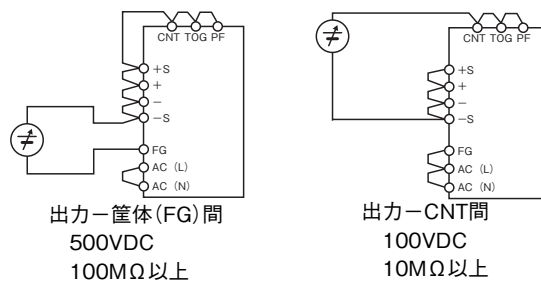 CNT TOG PF
+S
+
−
−S
FG
AC (L)
AC (N)
出力−筐体(FG)間
500VDC
100MΩ以上
CNT TOG PF
+S
+
−
−S
FG
AC (L)
AC (N)
出力−CNT間
100VDC
10MΩ以上